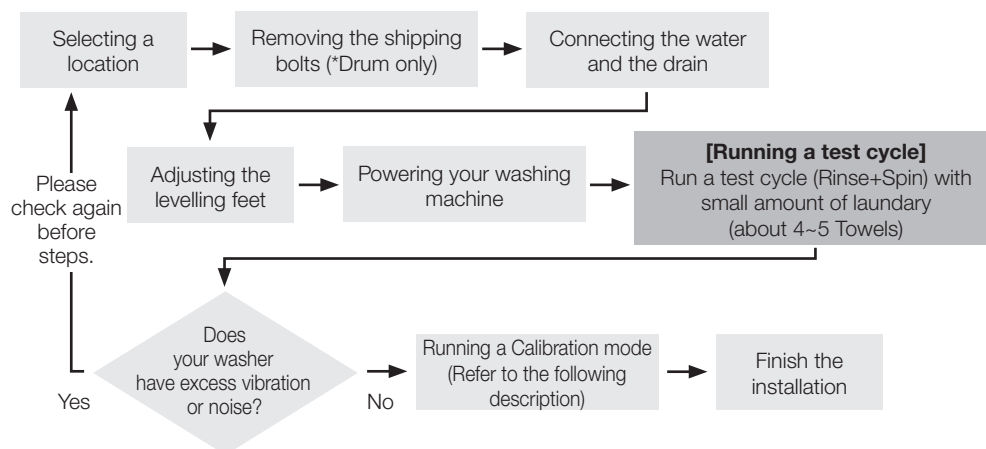 Selecting a
location
Removing the shipping
bolts (*Drum only)
Connecting the water
and the drain
Adjusting the
levelling feet
Powering your washing
machine
[Running a test cycle]
Run a test cycle (Rinse+Spin) with
small amount of laundary
(about 4~5 Towels)
Please
check again
before
steps.
Does
your washer
have excess vibration
or noise?
Yes
No
Running a Calibration mode
(Refer to the following
description)
Finish the
installation